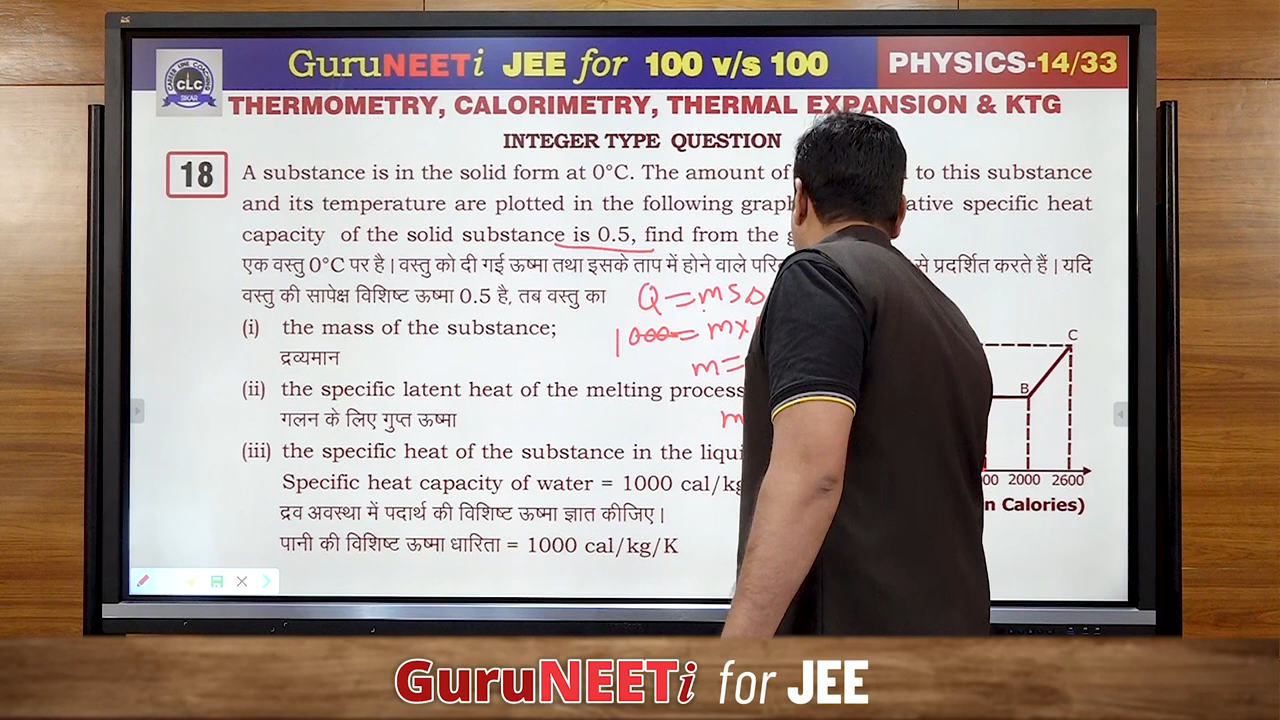 GuruNEETi JEE for 100 v/s 100
PHYSICS-14/33
CAREER LINE COACHING
CLC
SIKAR
THERMOMETRY, CALORIMETRY, THERMAL EXPANSION & KTG
INTEGER TYPE QUESTION
18
A substance is in the solid form at 0°C. The amount of to this substance
and its temperature are plotted in the following specific heat
capacity of the solid substance is 0.5, find from the
एक वस्तु 0°C पर है। वस्तु को दी गई ऊष्मा तथा इसके ताप में होने वाले से प्रदर्शित करते हैं। यदि
वस्तु की सापेक्ष विशिष्ट ऊष्मा 0.5 है, तब वस्तु का
Q = ms
(i) the mass of the substance;
1000 = m×
द्रव्यमान
m =
(ii) the specific latent heat of the melting process
गलन के लिए गुप्त ऊष्मा
m
(iii) the specific heat of the substance in the
Specific heat capacity of water = 1000
द्रव अवस्था में पदार्थ की विशिष्ट ऊष्मा ज्ञात कीजिए।
पानी की विशिष्ट ऊष्मा धारिता = 1000 cal/kg/K
C
B
2000 2600
Calories)
GuruNEETi for JEE